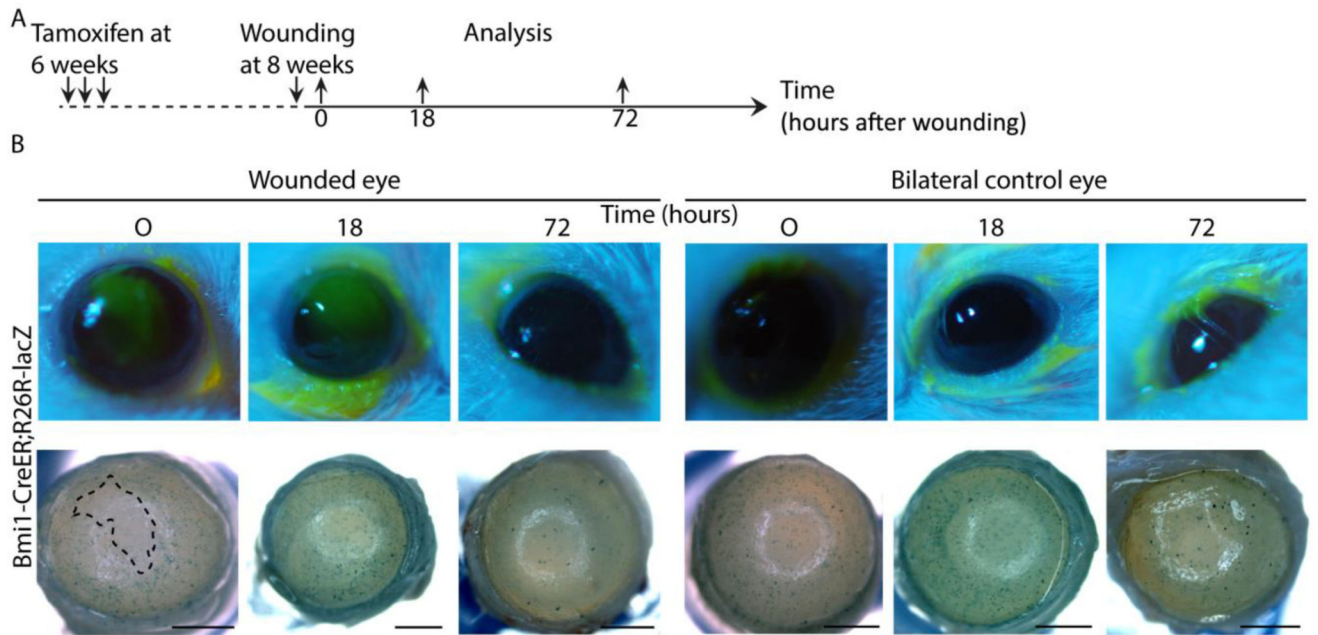 A
Tamoxifen at
6 weeks
Wounding
at 8 weeks
Analysis
0
18
72
Time
(hours after wounding)
B
Wounded eye
Bilateral control eye
Time (hours)
O
18
72
O
18
72
Bmi1-CreER;R26R-lacZ